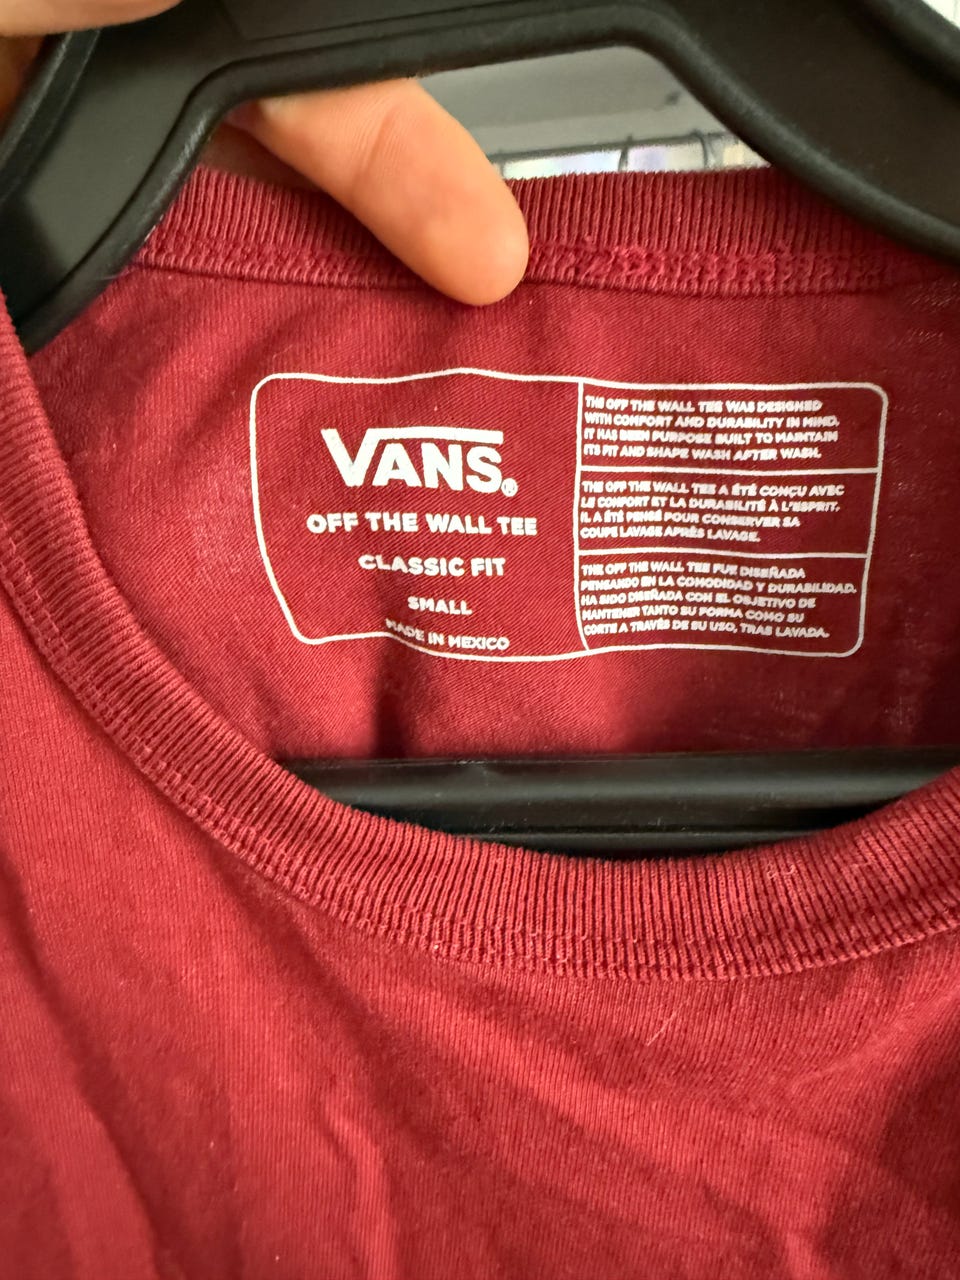 VANS®
OFF THE WALL TEE
CLASSIC FIT
SMALL
MADE IN MEXICO
THE OFF THE WALL TEE WAS DESIGNED
WITH COMFORT AND DURABILITY IN MIND.
IT HAS BEEN PURPOSE BUILT TO MAINTAIN
ITS FIT AND SHAPE WASH AFTER WASH.
THE OFF THE WALL TEE A ÉTÉ CONÇU AVEC
LE CONFORT ET LA DURABILITÉ À L'ESPRIT.
IL A ÉTÉ PENSÉ POUR CONSERVER SA
COUPE LAVAGE APRÈS LAVAGE.
THE OFF THE WALL TEE FUE DISEÑADA
PENSANDO EN LA COMODIDAD Y DURABILIDAD.
HA SIDO DISEÑADA CON EL OBJETIVO DE
MANTENER TANTO SU FORMA COMO SU
CORTE A TRAVÉS DE SU USO, TRAS LAVADA.